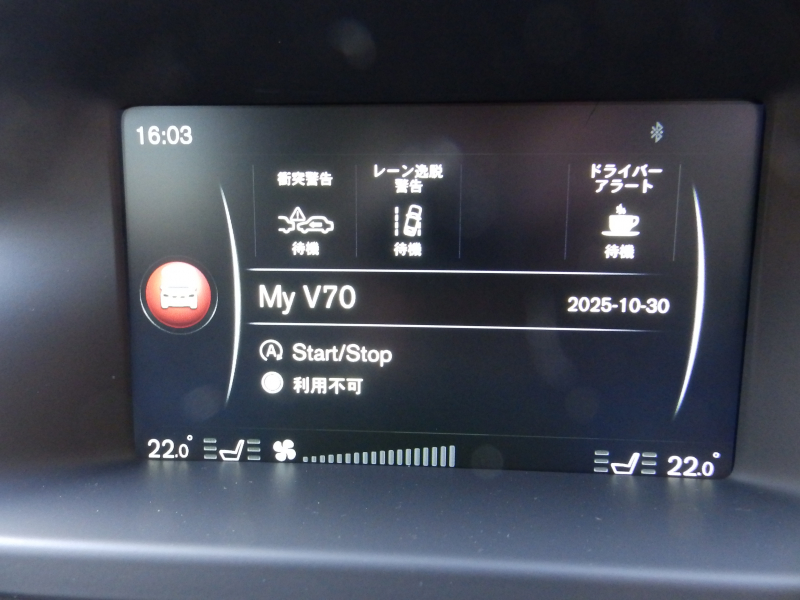 16:03
衝突警告
待機
レーン逸脱
警告
待機
ドライバー
アラート
待機
My V70
2025-10-30
A Start/Stop
利用不可
22.0°
22.0°